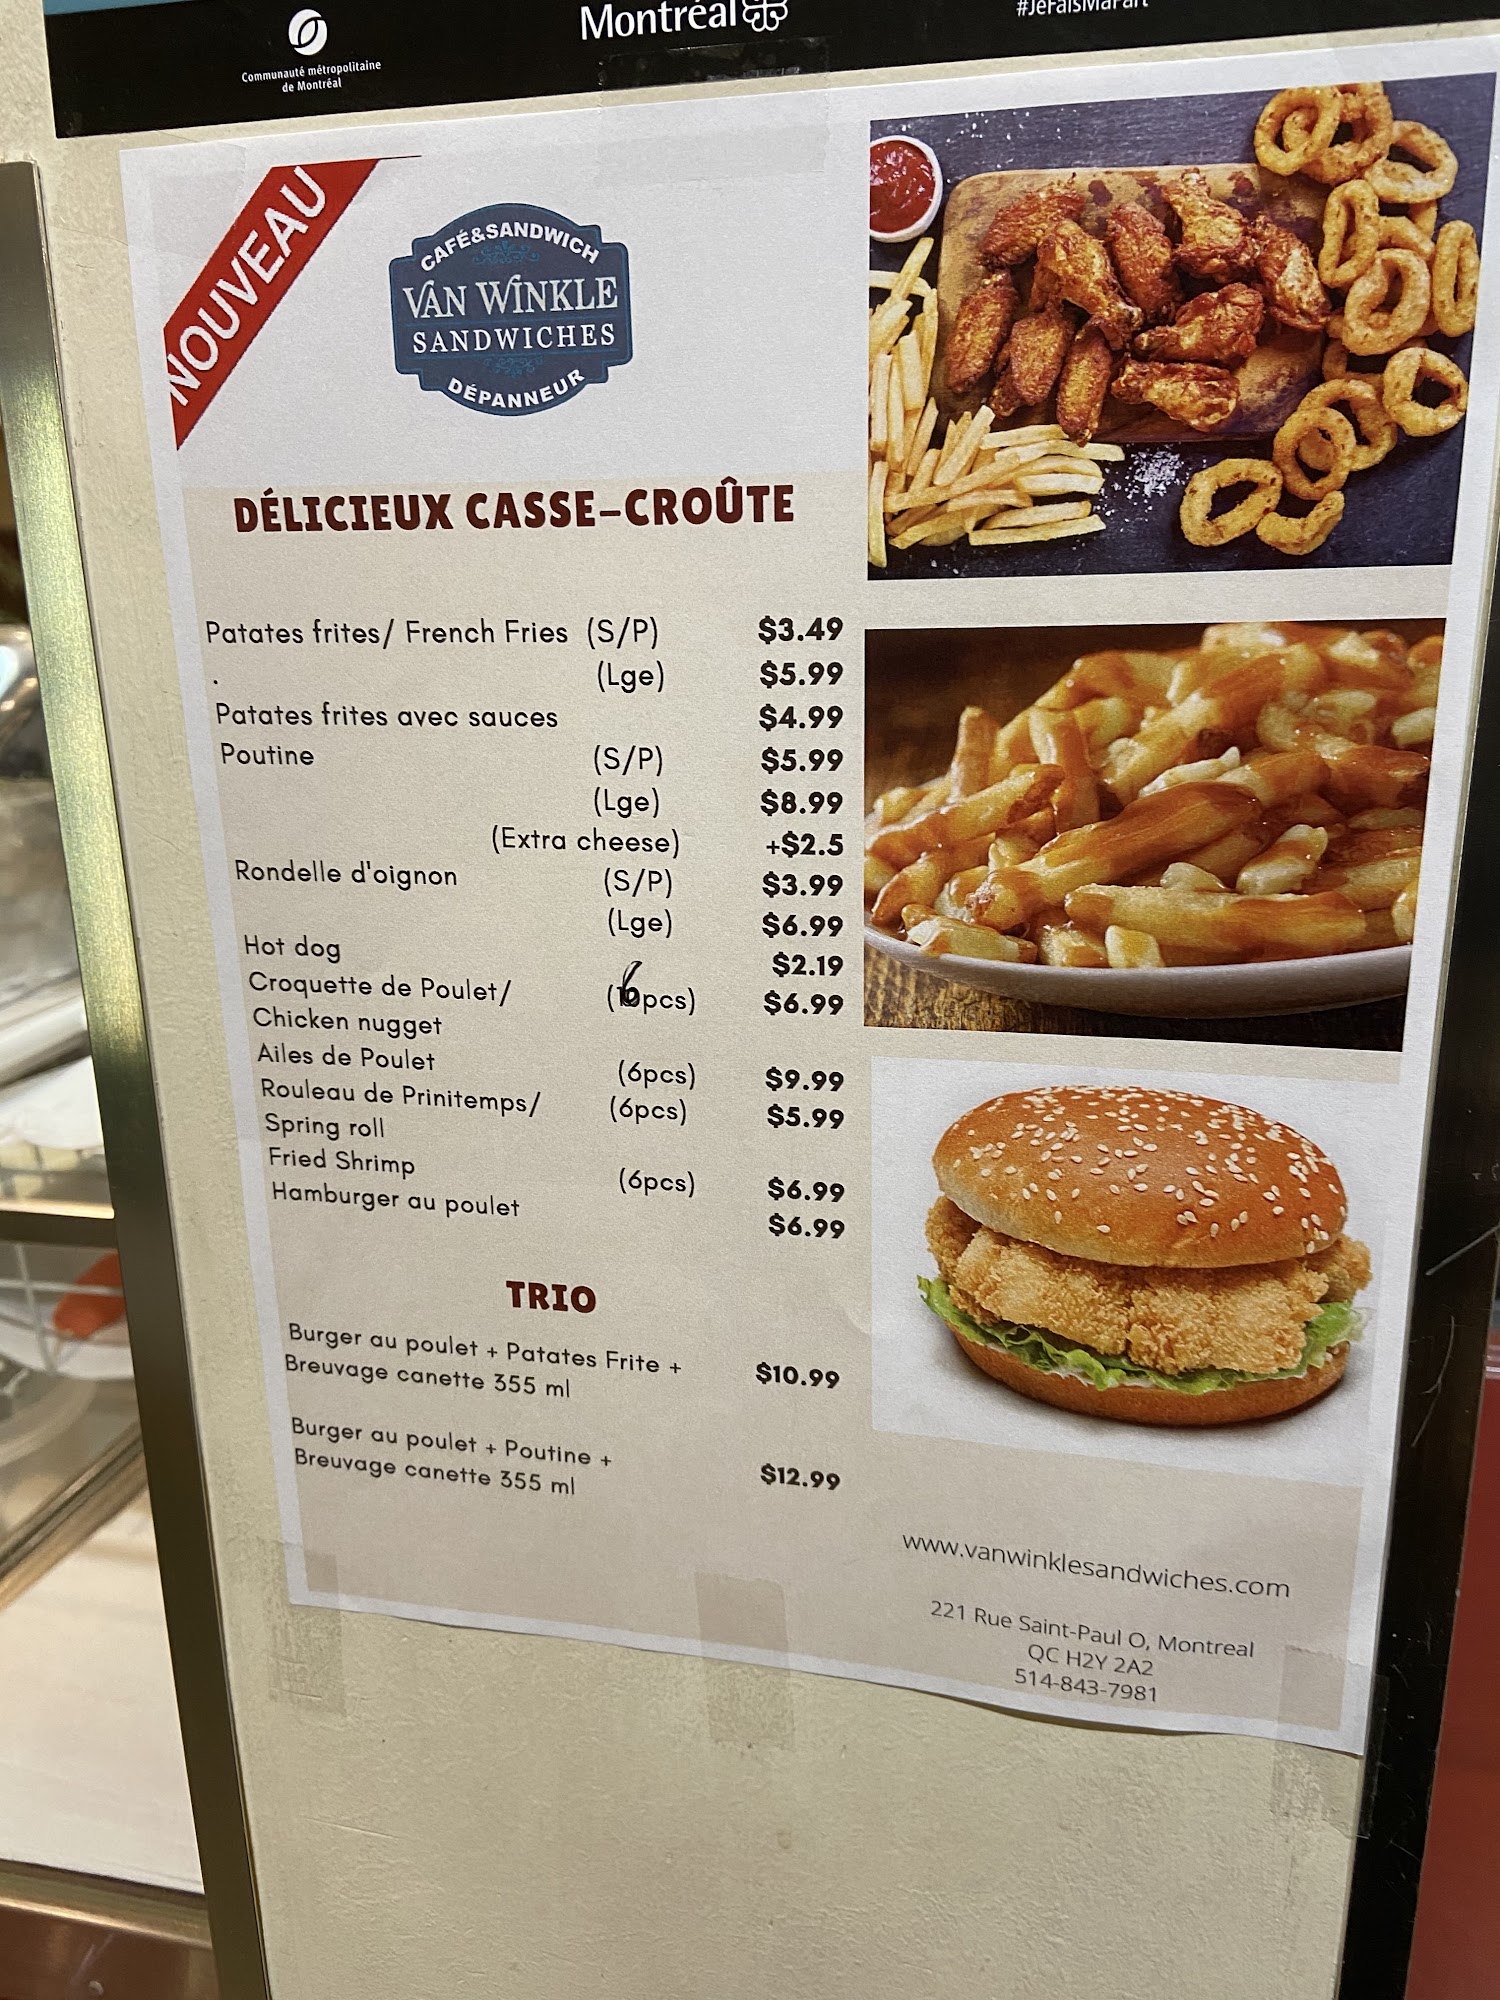 Communauté métropolitaine
de Montréal
Montréal
#JeFaisMaPart
NOUVEAU
CAFÉ&SANDWICH
VAN WINKLE
SANDWICHES
DÉPANNEUR
DÉLICIEUX CASSE-CROÛTE
Patates frites/ French Fries (S/P) $3.49
. (Lge) $5.99
Patates frites avec sauces $4.99
Poutine (S/P) $5.99
(Lge) $8.99
(Extra cheese) +$2.5
Rondelle d'oignon (S/P) $3.99
(Lge) $6.99
Hot dog $2.19
Croquette de Poulet/ (6pcs) $6.99
Chicken nugget
Ailes de Poulet (6pcs) $9.99
Rouleau de Prinitemps/ (6pcs) $5.99
Spring roll
Fried Shrimp (6pcs) $6.99
Hamburger au poulet $6.99
TRIO
Burger au poulet + Patates Frite +
Breuvage canette 355 ml $10.99
Burger au poulet + Poutine +
Breuvage canette 355 ml $12.99
www.vanwinklesandwiches.com
221 Rue Saint-Paul O, Montreal
QC H2Y 2A2
514-843-7981